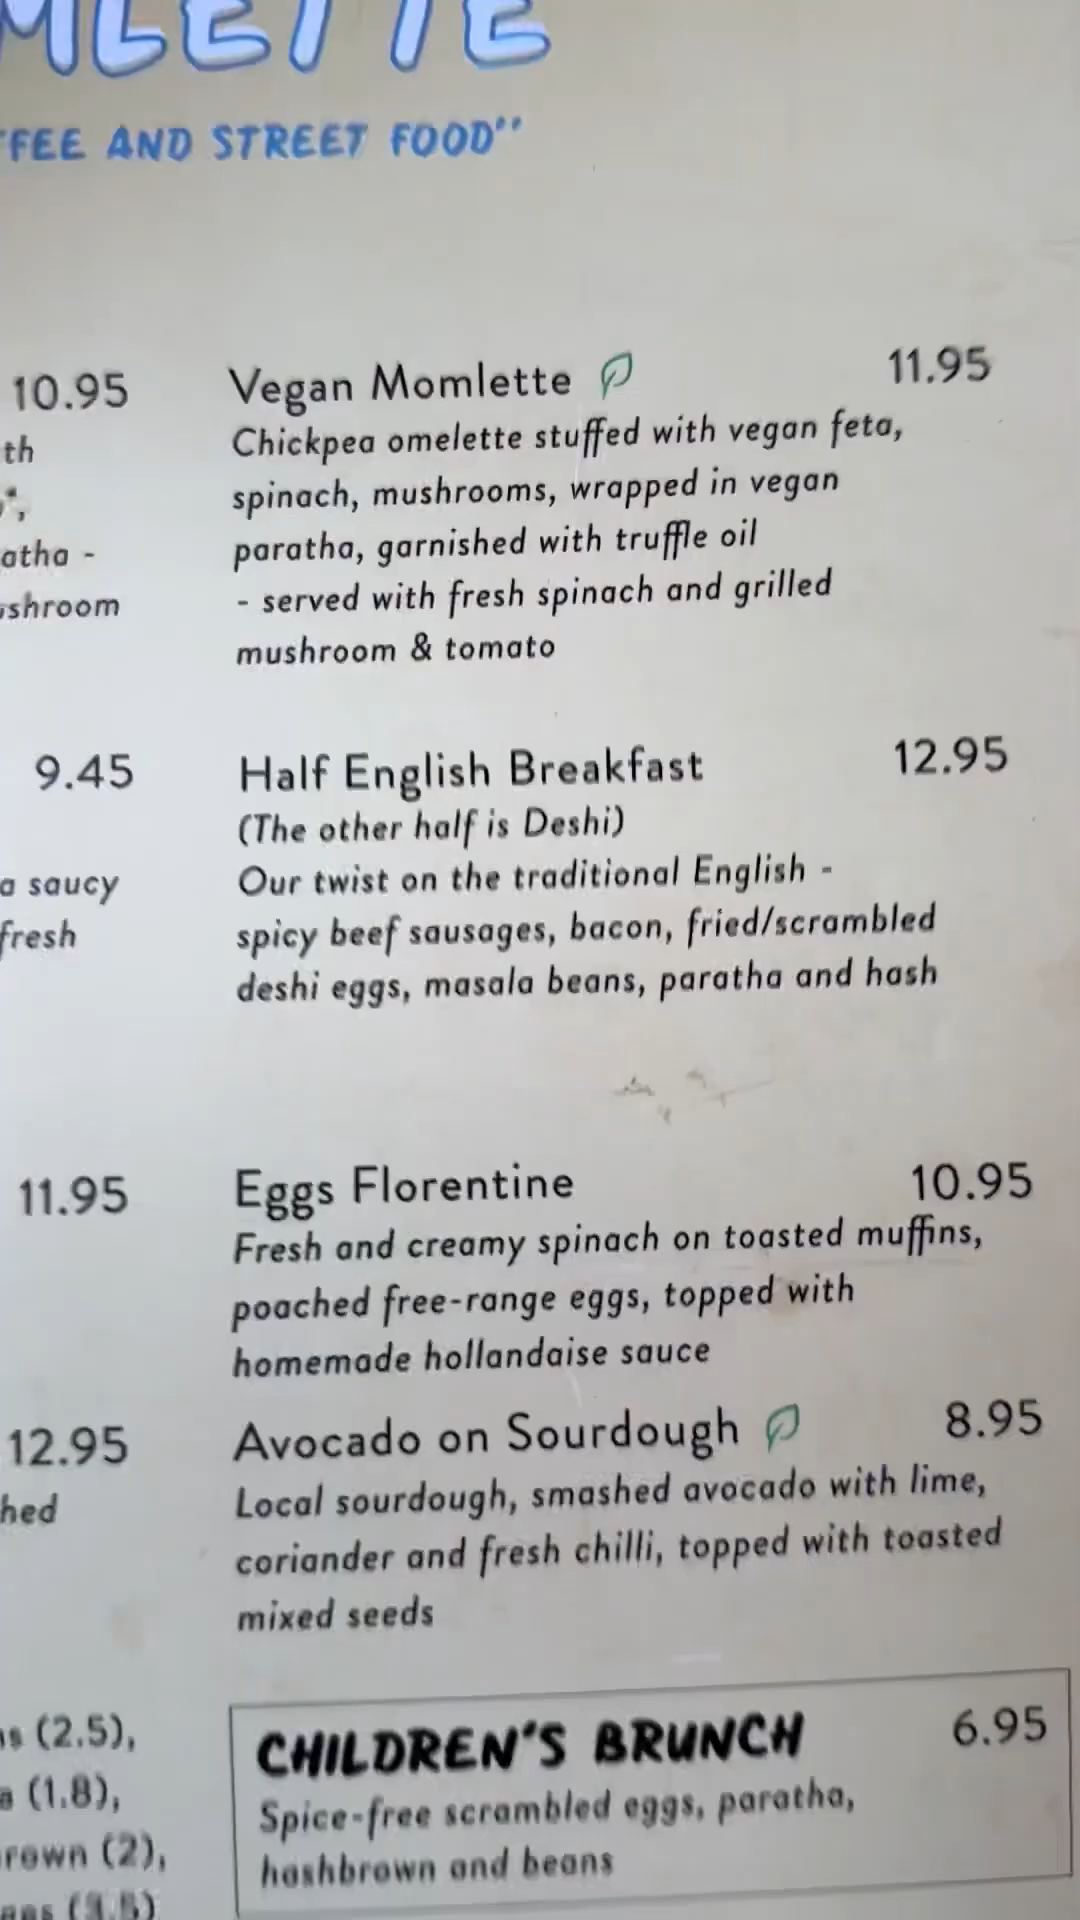 MLETTE
FEE AND STREET FOOD"
10.95
th
atha -
shroom
9.45
a saucy
fresh
11.95
12.95
hed
(2.5),
(1.8),
rown (2),
(3.5)
Vegan Momlette 11.95
Chickpea omelette stuffed with vegan feta,
spinach, mushrooms, wrapped in vegan
paratha, garnished with truffle oil
- served with fresh spinach and grilled
mushroom & tomato
Half English Breakfast 12.95
(The other half is Deshi)
Our twist on the traditional English -
spicy beef sausages, bacon, fried/scrambled
deshi eggs, masala beans, paratha and hash
Eggs Florentine 10.95
Fresh and creamy spinach on toasted muffins,
poached free-range eggs, topped with
homemade hollandaise sauce
Avocado on Sourdough 8.95
Local sourdough, smashed avocado with lime,
coriander and fresh chilli, topped with toasted
mixed seeds
CHILDREN'S BRUNCH 6.95
Spice-free scrambled eggs, paratha,
hashbrown and beans